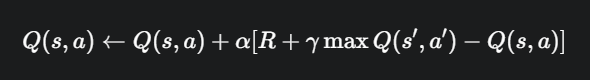 Q(s, a) ← Q(s, a) + α[R + γ max Q(s′, a′) − Q(s, a)]